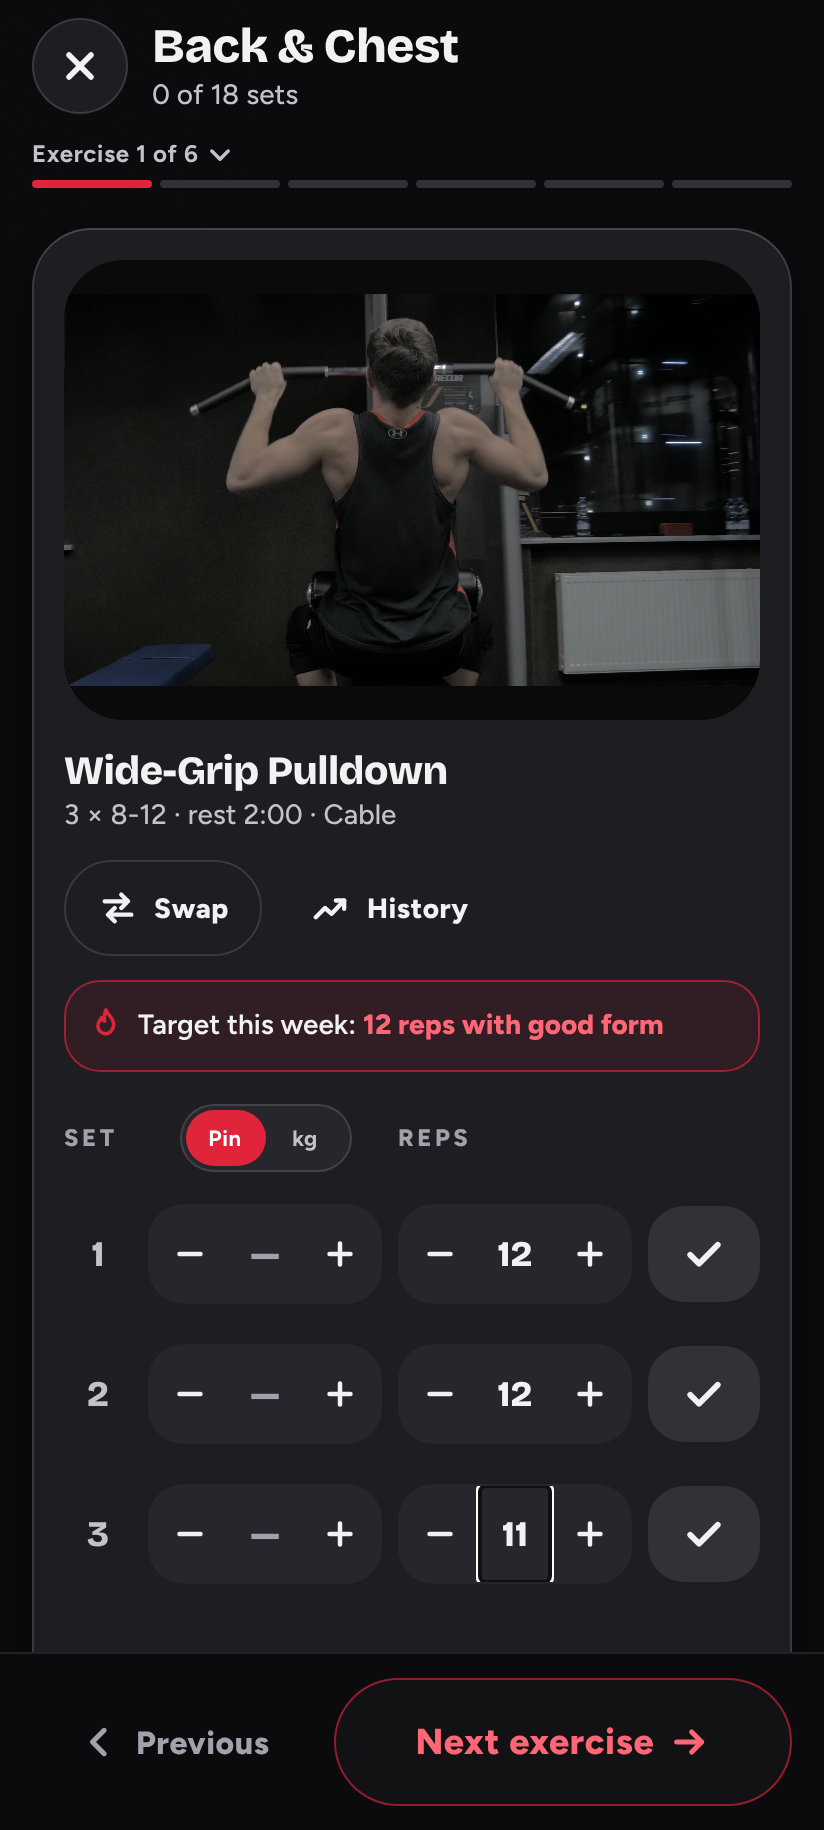 Back & Chest
0 of 18 sets
Exercise 1 of 6
Wide-Grip Pulldown
3 × 8-12 · rest 2:00 · Cable
Swap
History
Target this week: 12 reps with good form
SET Pin kg REPS
1 − – + − 12 +
2 − – + − 12 +
3 − – + − 11 +
Previous
Next exercise →